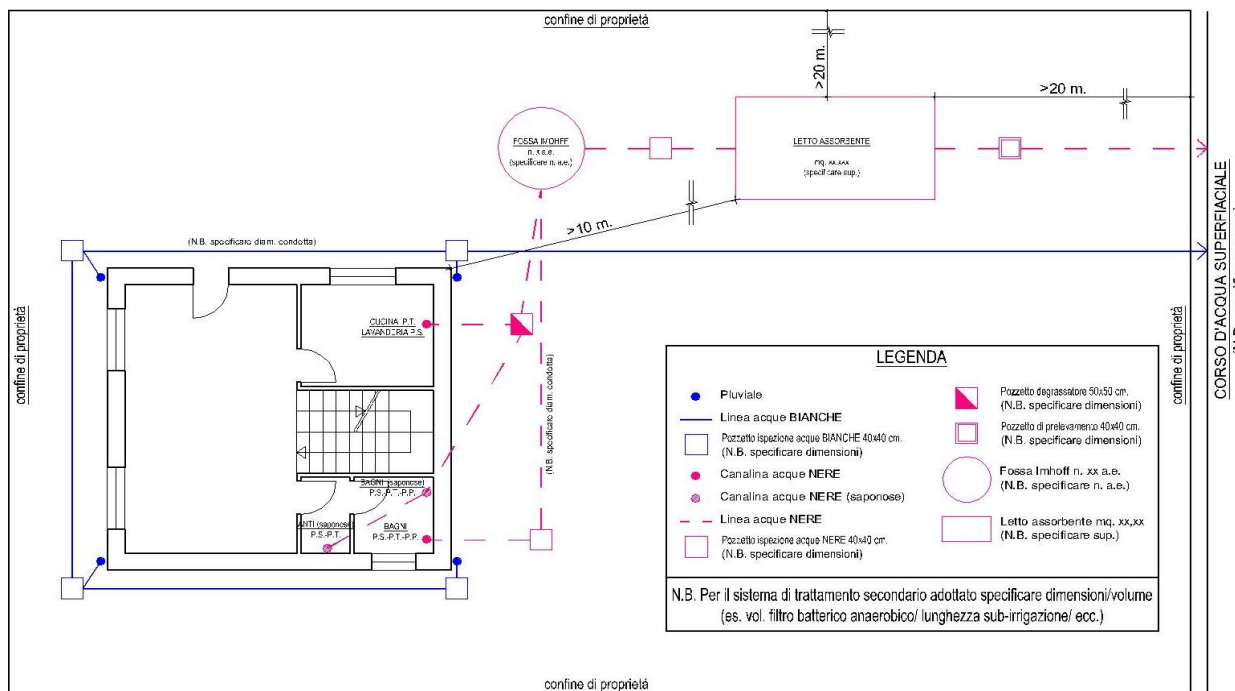 confine di proprietà
>20 m.
>20 m.
FOSSA IMOHFF
n. x a.e.
(specificare n. a.e.)
LETTO ASSORBENTE
mq. xx,xxx
(specificare sup.)
>10 m.
(N.B. specificare diam. condotta)
confine di proprietà
CUCINA P.T.
LAVANDERIA P.S.
BAGNI (saponose)
P.S.-P.T.-P.P.
ANTI (saponose)
P.S.-P.T.
BAGNI
P.S.-P.T.-P.P.
(N.B. specificare diam. condotta)
confine di proprietà
CORSO D'ACQUA SUPERFIACIALE
LEGENDA
Pluviale
Linea acque BIANCHE
Pozzetto ispezione acque BIANCHE 40x40 cm.
(N.B. specificare dimensioni)
Canalina acque NERE
Canalina acque NERE (saponose)
Linea acque NERE
Pozzetto ispezione acque NERE 40x40 cm.
(N.B. specificare dimensioni)
Pozzetto degrassatore 50x50 cm.
(N.B. specificare dimensioni)
Pozzetto di prelevamento 40x40 cm.
(N.B. specificare dimensioni)
Fossa Imhoff n. xx a.e.
(N.B. specificare n. a.e.)
Letto assorbente mq. xx,xx
(N.B. specificare sup.)
N.B. Per il sistema di trattamento secondario adottato specificare dimensioni/volume
(es. vol. filtro batterico anaerobico/ lunghezza sub-irrigazione/ ecc.)
confine di proprietà